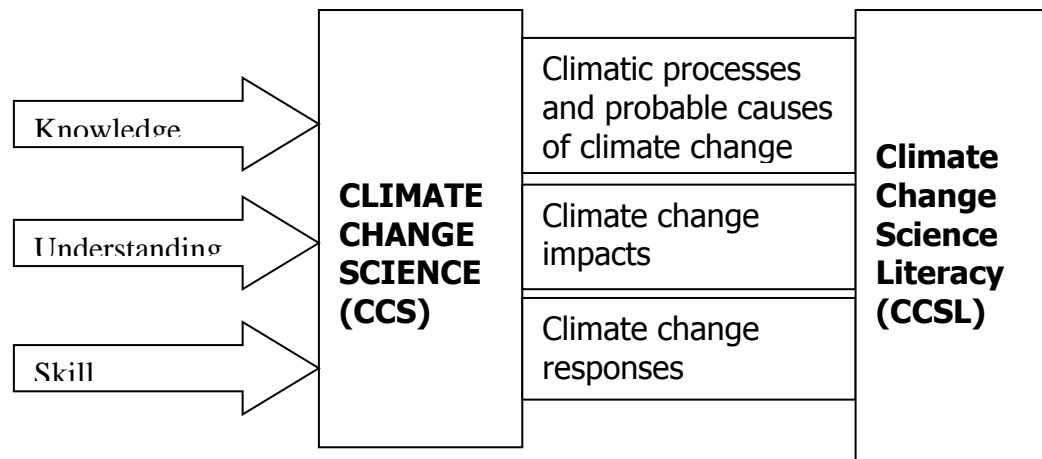 Knowledge
Understanding
Skill
CLIMATE
CHANGE
SCIENCE
(CCS)
Climatic processes
and probable causes
of climate change
Climate change
impacts
Climate change
responses
Climate
Change
Science
Literacy
(CCSL)